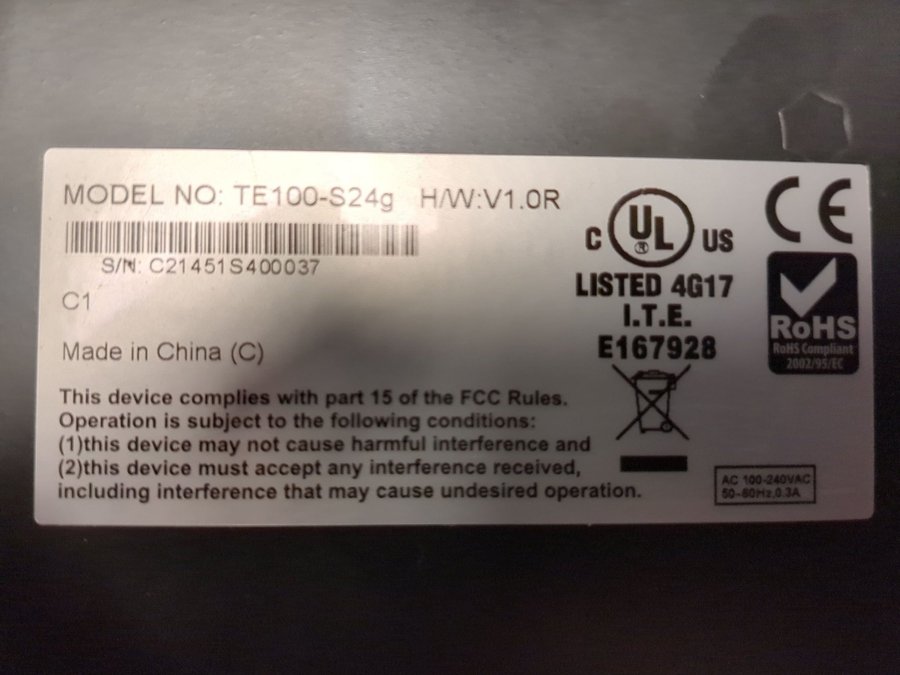 MODEL NO: TE100-S24g H/W:V1.0R
S/N: C21451S400037
C1
Made in China (C)
This device complies with part 15 of the FCC Rules.
Operation is subject to the following conditions:
(1)this device may not cause harmful interference and
(2)this device must accept any interference received,
including interference that may cause undesired operation.
C UL US
®
LISTED 4G17
I.T.E.
E167928
CE
RoHS
RoHS Compliant
2002/95/EC
AC 100-240VAC
50~60Hz,0.3A